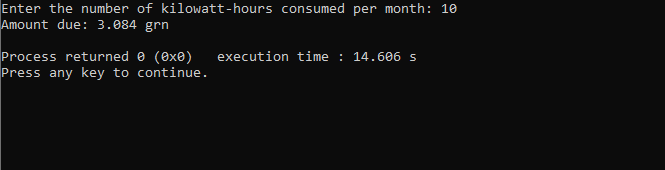 Enter the number of kilowatt-hours consumed per month: 10
Amount due: 3.084 grn
Process returned 0 (0x0)   execution time : 14.606 s
Press any key to continue.